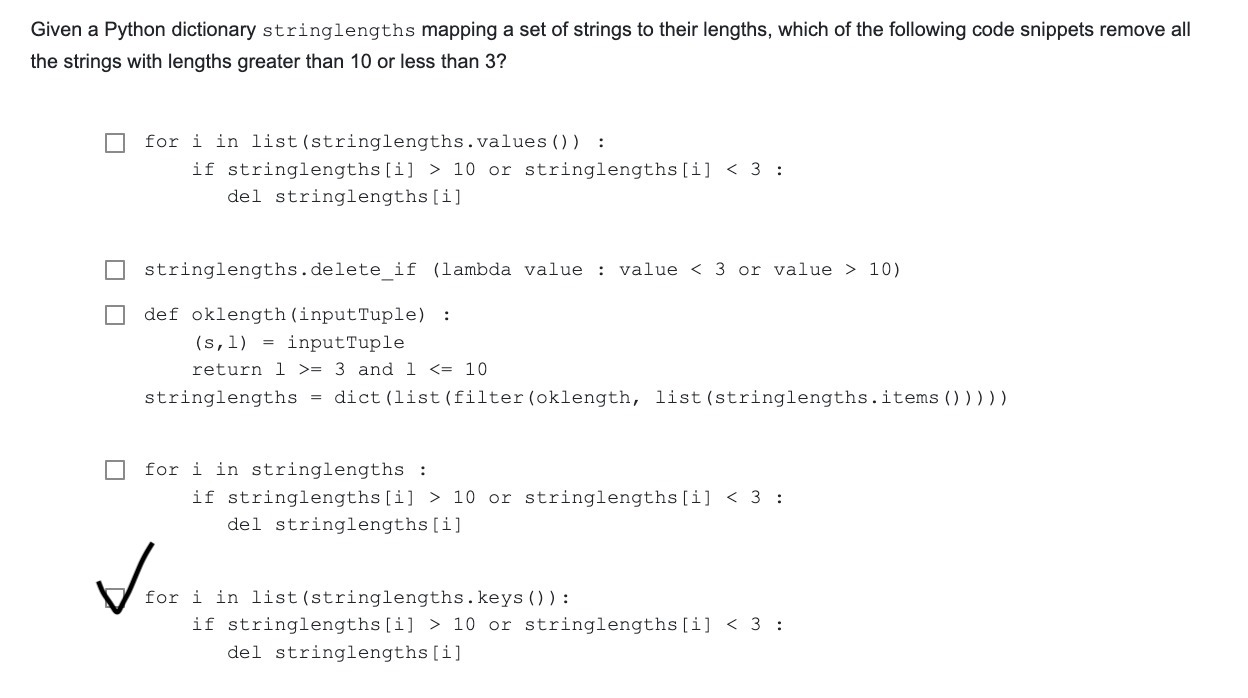 Given a Python dictionary stringlengths mapping a set of strings to their lengths, which of the following code snippets remove all
the strings with lengths greater than 10 or less than 3?
for i in list(stringlengths.values()) :
if stringlengths[i] > 10 or stringlengths[i] < 3 :
del stringlengths[i]
stringlengths.delete_if (lambda value : value < 3 or value > 10)
def oklength(inputTuple) :
(s,l) = inputTuple
return l >= 3 and l <= 10
stringlengths = dict(list(filter(oklength, list(stringlengths.items()))))
for i in stringlengths :
if stringlengths[i] > 10 or stringlengths[i] < 3 :
del stringlengths[i]
for i in list(stringlengths.keys()):
if stringlengths[i] > 10 or stringlengths[i] < 3 :
del stringlengths[i]